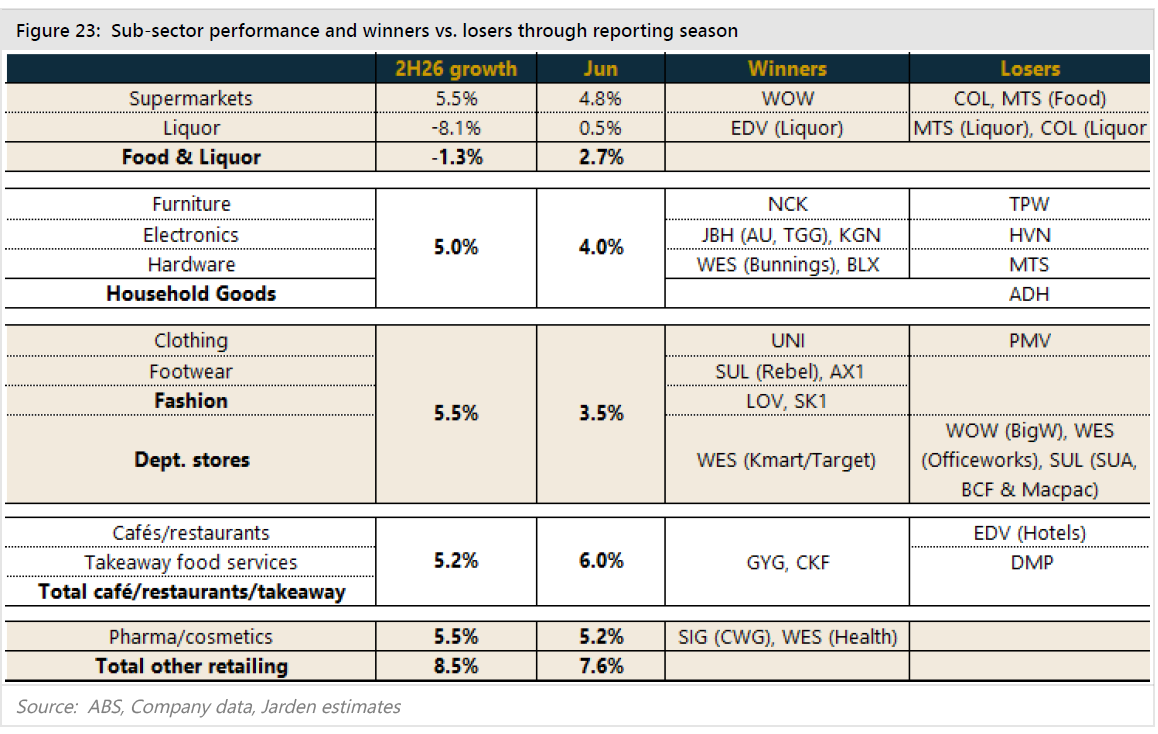 Figure 23: Sub-sector performance and winners vs. losers through reporting season
2H26 growth Jun Winners Losers
Supermarkets 5.5% 4.8% WOW COL, MTS (Food)
Liquor -8.1% 0.5% EDV (Liquor) MTS (Liquor), COL (Liquor
Food & Liquor -1.3% 2.7%
Furniture NCK TPW
Electronics JBH (AU, TGG), KGN HVN
5.0% 4.0%
Hardware WES (Bunnings), BLX MTS
Household Goods ADH
Clothing UNI PMV
Footwear SUL (Rebel), AX1
Fashion LOV, SK1
5.5% 3.5%
WOW (BigW), WES
Dept. stores WES (Kmart/Target) (Officeworks), SUL (SUA,
BCF & Macpac)
Cafés/restaurants EDV (Hotels)
Takeaway food services 5.2% 6.0% GYG, CKF DMP
Total café/restaurants/takeaway
Pharma/cosmetics 5.5% 5.2% SIG (CWG), WES (Health)
Total other retailing 8.5% 7.6%
Source: ABS, Company data, Jarden estimates